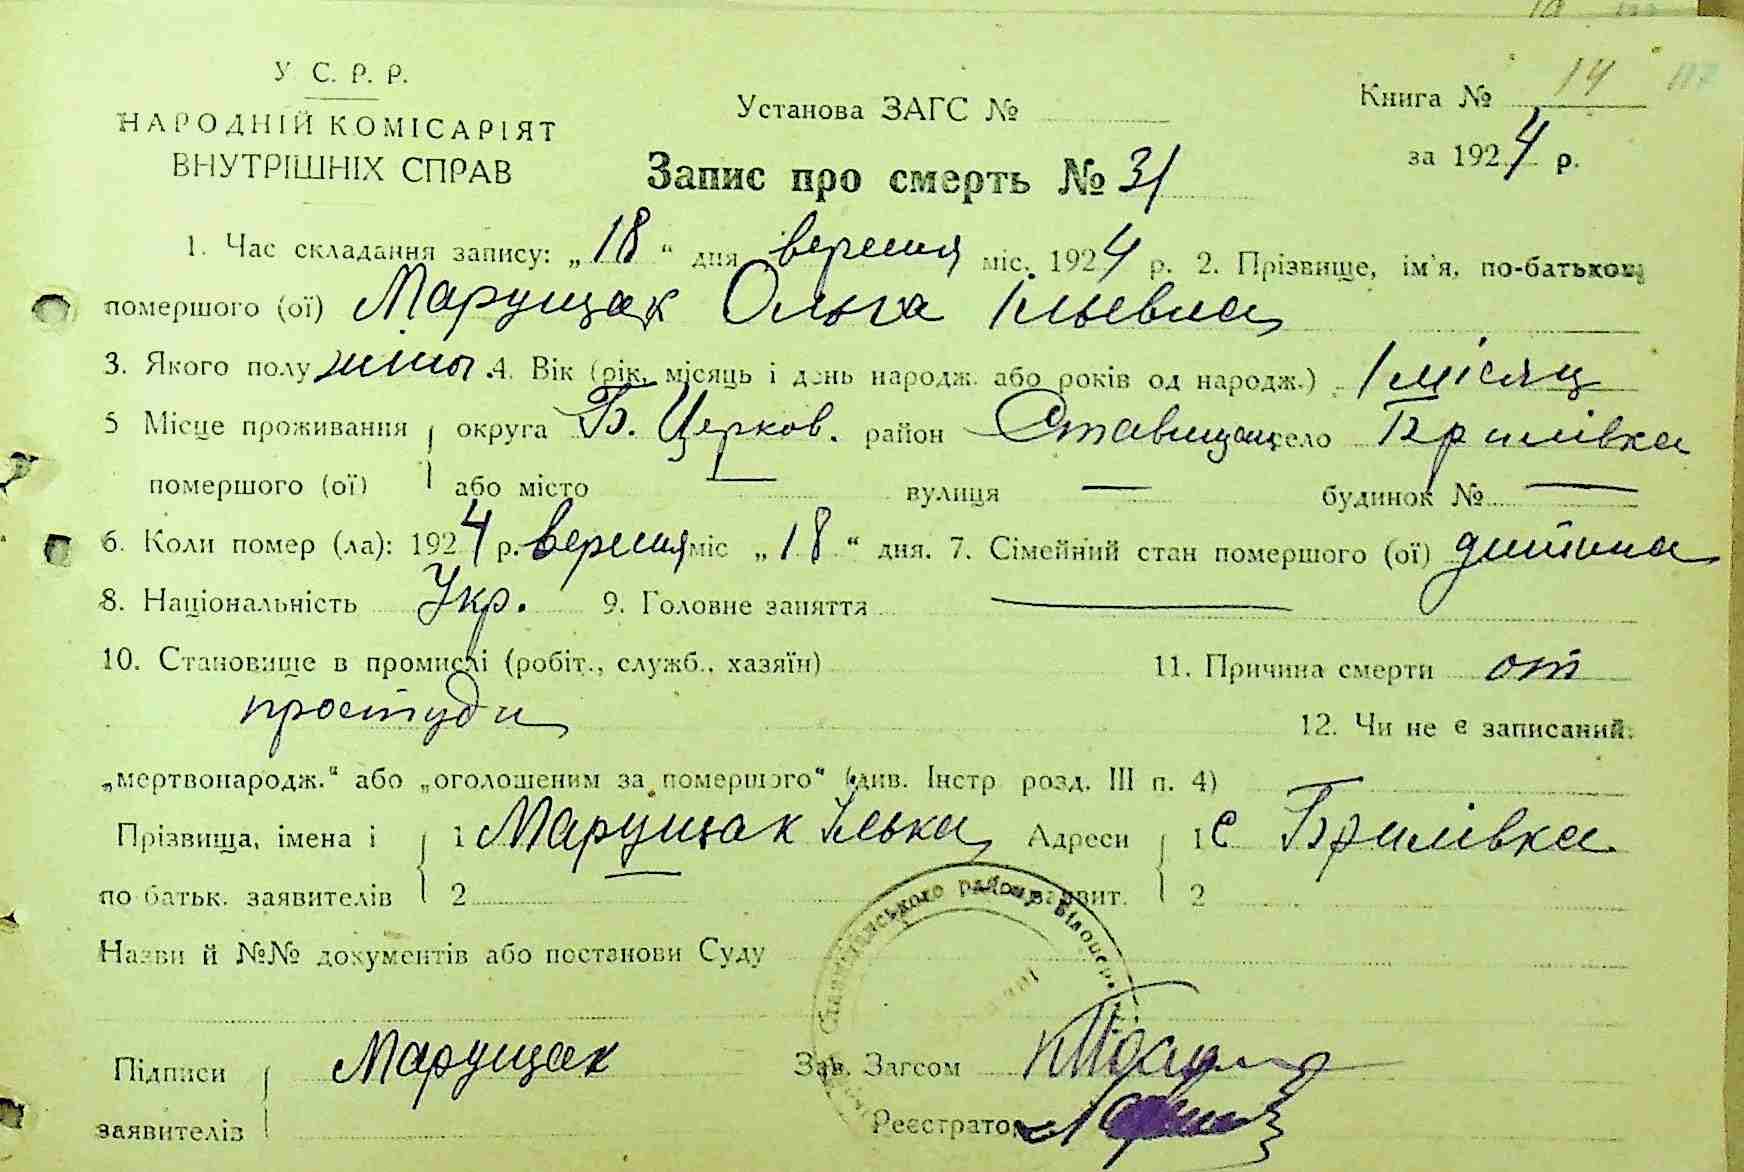 У С. Р. Р.
НАРОДНІЙ КОМІСАРІЯТ
ВНУТРІШНІХ СПРАВ
Установа ЗАГС №
Книга № 14 117
за 1924 р.
Запис про смерть № 31
1. Час складання запису: „18“ дня вересня міс. 1924 р. 2. Прізвище, ім'я, по-батькові
помершого (ої) Марущак Ольга Ільевна
3. Якого полу жіноч. 4. Вік (рік, місяць і день народж. або років од народж.) 1 місяц
5 Місце проживання округа Б. Церков. район Ставищан село Брилівка
помершого (ої) або місто — вулиця — будинок № —
6. Коли помер (ла): 1924 р. вересня міс „18“ дня. 7. Сімейний стан помершого (ої) дитина
8. Національність Укр. 9. Головне заняття —
10. Становище в промислі (робіт., служб., хазяїн) 11. Причина смерти от
простуди 12. Чи не є записаний:
„мертвонародж.“ або „оголошеним за помершого“ (див. Інстр розд. III п. 4)
Прізвища, імена і 1 Марущак Ілька Адреси 1 с Брилівка
по батьк. заявителів 2 — заявит. 2
Назви й №№ документів або постанови Суду
району Білоцерк.
Підписи Марущак Зав. Загсом
заявителів Реєстратор